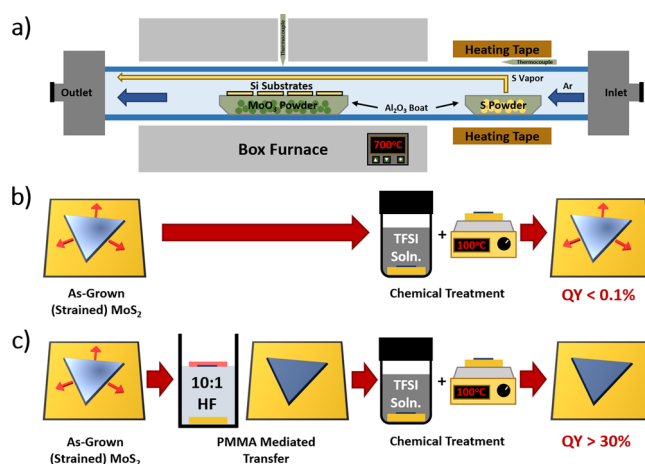 a)
Thermocouple
Heating Tape
Thermocouple
S Vapor
Si Substrates
Outlet
MoO₃ Powder
Al₂O₃ Boat
S Powder
Ar
Inlet
Heating Tape
Box Furnace
700°C
b)
TFSI
Soln.
+
100°C
As-Grown
(Strained) MoS₂
Chemical Treatment
QY < 0.1%
c)
10:1
HF
TFSI
Soln.
+
100°C
As-Grown
(Strained) MoS₂
PMMA Mediated
Transfer
Chemical Treatment
QY > 30%